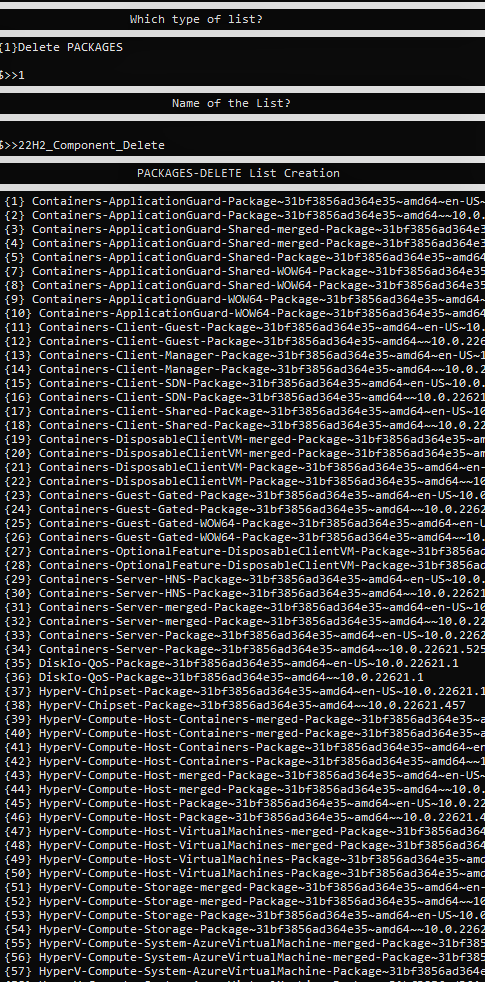 Which type of list?
{1}Delete PACKAGES
$>>1
Name of the List?
$>>22H2_Component_Delete
PACKAGES-DELETE List Creation
{1} Containers-ApplicationGuard-Package~31bf3856ad364e35~amd64~en-US~
{2} Containers-ApplicationGuard-Package~31bf3856ad364e35~amd64~~10.0.
{3} Containers-ApplicationGuard-Shared-merged-Package~31bf3856ad364e3
{4} Containers-ApplicationGuard-Shared-merged-Package~31bf3856ad364e3
{5} Containers-ApplicationGuard-Shared-Package~31bf3856ad364e35~amd64
{7} Containers-ApplicationGuard-Shared-WOW64-Package~31bf3856ad364e35
{8} Containers-ApplicationGuard-Shared-WOW64-Package~31bf3856ad364e35
{9} Containers-ApplicationGuard-WOW64-Package~31bf3856ad364e35~amd64~
{10} Containers-ApplicationGuard-WOW64-Package~31bf3856ad364e35~amd64
{11} Containers-Client-Guest-Package~31bf3856ad364e35~amd64~en-US~10.
{12} Containers-Client-Guest-Package~31bf3856ad364e35~amd64~~10.0.226
{13} Containers-Client-Manager-Package~31bf3856ad364e35~amd64~en-US~1
{14} Containers-Client-Manager-Package~31bf3856ad364e35~amd64~~10.0.2
{15} Containers-Client-SDN-Package~31bf3856ad364e35~amd64~en-US~10.0.
{16} Containers-Client-SDN-Package~31bf3856ad364e35~amd64~~10.0.22621
{17} Containers-Client-Shared-Package~31bf3856ad364e35~amd64~en-US~10
{18} Containers-Client-Shared-Package~31bf3856ad364e35~amd64~~10.0.22
{19} Containers-DisposableClientVM-merged-Package~31bf3856ad364e35~am
{20} Containers-DisposableClientVM-merged-Package~31bf3856ad364e35~am
{21} Containers-DisposableClientVM-Package~31bf3856ad364e35~amd64~en-
{22} Containers-DisposableClientVM-Package~31bf3856ad364e35~amd64~~10
{23} Containers-Guest-Gated-Package~31bf3856ad364e35~amd64~en-US~10.0
{24} Containers-Guest-Gated-Package~31bf3856ad364e35~amd64~~10.0.2262
{25} Containers-Guest-Gated-WOW64-Package~31bf3856ad364e35~amd64~en-U
{26} Containers-Guest-Gated-WOW64-Package~31bf3856ad364e35~amd64~~10.
{27} Containers-OptionalFeature-DisposableClientVM-Package~31bf3856ad
{28} Containers-OptionalFeature-DisposableClientVM-Package~31bf3856ad
{29} Containers-Server-HNS-Package~31bf3856ad364e35~amd64~en-US~10.0.
{30} Containers-Server-HNS-Package~31bf3856ad364e35~amd64~~10.0.22621
{31} Containers-Server-merged-Package~31bf3856ad364e35~amd64~en-US~10
{32} Containers-Server-merged-Package~31bf3856ad364e35~amd64~~10.0.22
{33} Containers-Server-Package~31bf3856ad364e35~amd64~en-US~10.0.2262
{34} Containers-Server-Package~31bf3856ad364e35~amd64~~10.0.22621.525
{35} DiskIo-QoS-Package~31bf3856ad364e35~amd64~en-US~10.0.22621.1
{36} DiskIo-QoS-Package~31bf3856ad364e35~amd64~~10.0.22621.1
{37} HyperV-Chipset-Package~31bf3856ad364e35~amd64~en-US~10.0.22621.1
{38} HyperV-Chipset-Package~31bf3856ad364e35~amd64~~10.0.22621.457
{39} HyperV-Compute-Host-Containers-merged-Package~31bf3856ad364e35~a
{40} HyperV-Compute-Host-Containers-merged-Package~31bf3856ad364e35~a
{41} HyperV-Compute-Host-Containers-Package~31bf3856ad364e35~amd64~en
{42} HyperV-Compute-Host-Containers-Package~31bf3856ad364e35~amd64~~1
{43} HyperV-Compute-Host-merged-Package~31bf3856ad364e35~amd64~en-US~
{44} HyperV-Compute-Host-merged-Package~31bf3856ad364e35~amd64~~10.0.
{45} HyperV-Compute-Host-Package~31bf3856ad364e35~amd64~en-US~10.0.22
{46} HyperV-Compute-Host-Package~31bf3856ad364e35~amd64~~10.0.22621.4
{47} HyperV-Compute-Host-VirtualMachines-merged-Package~31bf3856ad364
{48} HyperV-Compute-Host-VirtualMachines-merged-Package~31bf3856ad364
{49} HyperV-Compute-Host-VirtualMachines-Package~31bf3856ad364e35~amd
{50} HyperV-Compute-Host-VirtualMachines-Package~31bf3856ad364e35~amd
{51} HyperV-Compute-Storage-merged-Package~31bf3856ad364e35~amd64~en-
{52} HyperV-Compute-Storage-merged-Package~31bf3856ad364e35~amd64~~10
{53} HyperV-Compute-Storage-Package~31bf3856ad364e35~amd64~en-US~10.0
{54} HyperV-Compute-Storage-Package~31bf3856ad364e35~amd64~~10.0.2262
{55} HyperV-Compute-System-AzureVirtualMachine-merged-Package~31bf385
{56} HyperV-Compute-System-AzureVirtualMachine-merged-Package~31bf385
{57} HyperV-Compute-System-AzureVirtualMachine-Package~31bf3856ad364e